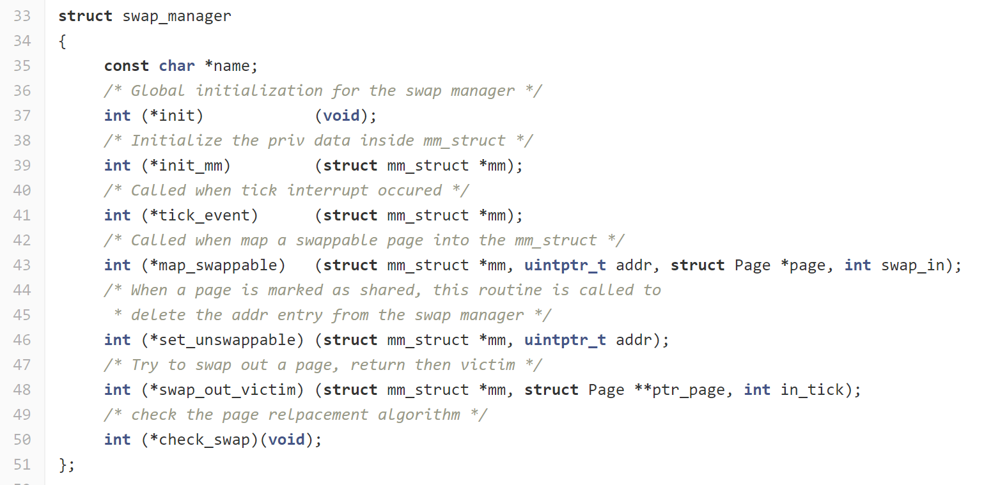 33 struct swap_manager
34 {
35 const char *name;
36 /* Global initialization for the swap manager */
37 int (*init) (void);
38 /* Initialize the priv data inside mm_struct */
39 int (*init_mm) (struct mm_struct *mm);
40 /* Called when tick interrupt occured */
41 int (*tick_event) (struct mm_struct *mm);
42 /* Called when map a swappable page into the mm_struct */
43 int (*map_swappable) (struct mm_struct *mm, uintptr_t addr, struct Page *page, int swap_in);
44 /* When a page is marked as shared, this routine is called to
45 * delete the addr entry from the swap manager */
46 int (*set_unswappable) (struct mm_struct *mm, uintptr_t addr);
47 /* Try to swap out a page, return then victim */
48 int (*swap_out_victim) (struct mm_struct *mm, struct Page **ptr_page, int in_tick);
49 /* check the page relpacement algorithm */
50 int (*check_swap)(void);
51 };